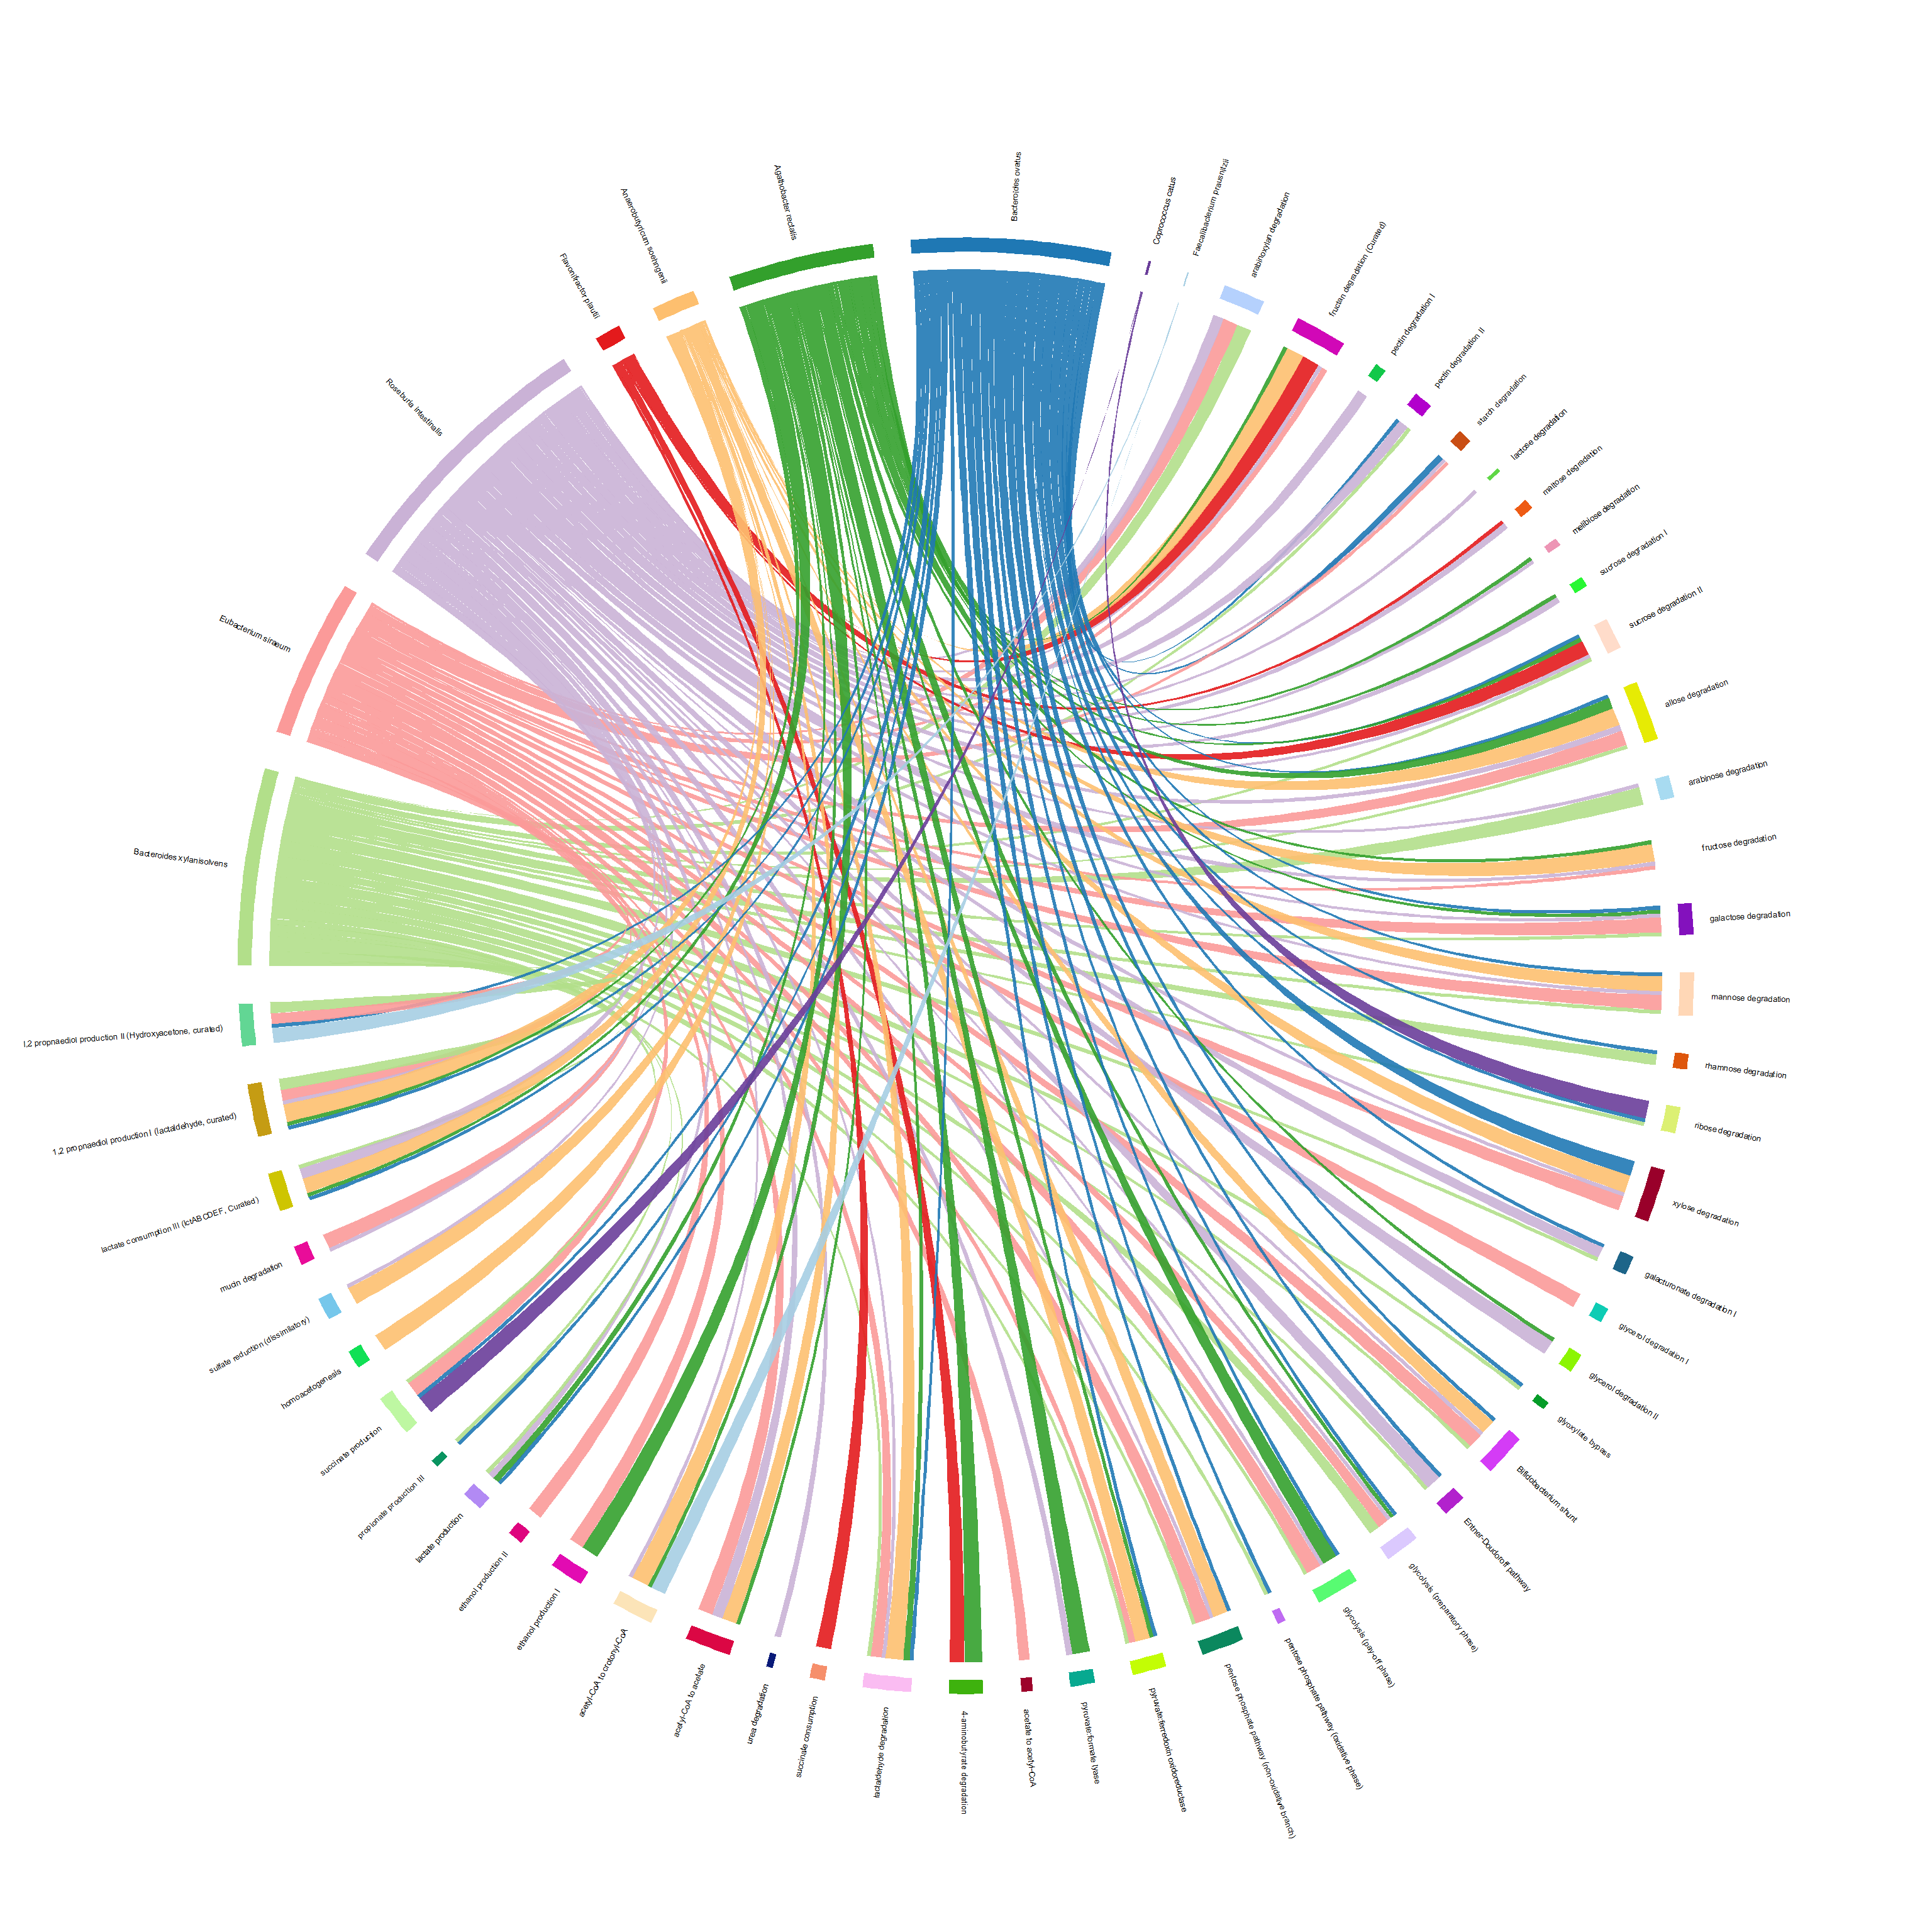 Bacteroides ovatus
Coprococcus catus
Faecalibacterium prausnitzii
arabinoxylan degradation
fructan degradation (Curated)
pectin degradation I
pectin degradation II
starch degradation
lactose degradation
maltose degradation
melibiose degradation
sucrose degradation I
sucrose degradation II
allose degradation
arabinose degradation
fructose degradation
galactose degradation
mannose degradation
rhamnose degradation
ribose degradation
xylose degradation
galacturonate degradation I
glycerol degradation I
glycerol degradation II
glyoxylate bypass
Bifidobacterium shunt
Entner-Doudoroff pathway
glycolysis (preparatory phase)
glycolysis (pay-off phase)
pentose phosphate pathway (oxidative phase)
pentose phosphate pathway (non-oxidative branch)
pyruvate:ferredoxin oxidoreductase
pyruvate:formate lyase
acetate to acetyl-CoA
4-aminobutyrate degradation
lactaldehyde degradation
succinate consumption
urea degradation
acetyl-CoA to acetate
acetyl-CoA to crotonyl-CoA
ethanol production I
ethanol production II
lactate production
propionate production III
succinate production
homoacetogenesis
sulfate reduction (dissimilatory)
mucin degradation
lactate consumption III (lctABCDEF, Curated)
1,2 propnaediol production I (lactaldehyde, curated)
1,2 propnaediol production II (Hydroxyacetone, curated)
Bacteroides xylanisolvens
Eubacterium siraeum
Roseburia intestinalis
Flavonifractor plautii
Anaerobutyricum soehngenii
Agathobacter rectalis